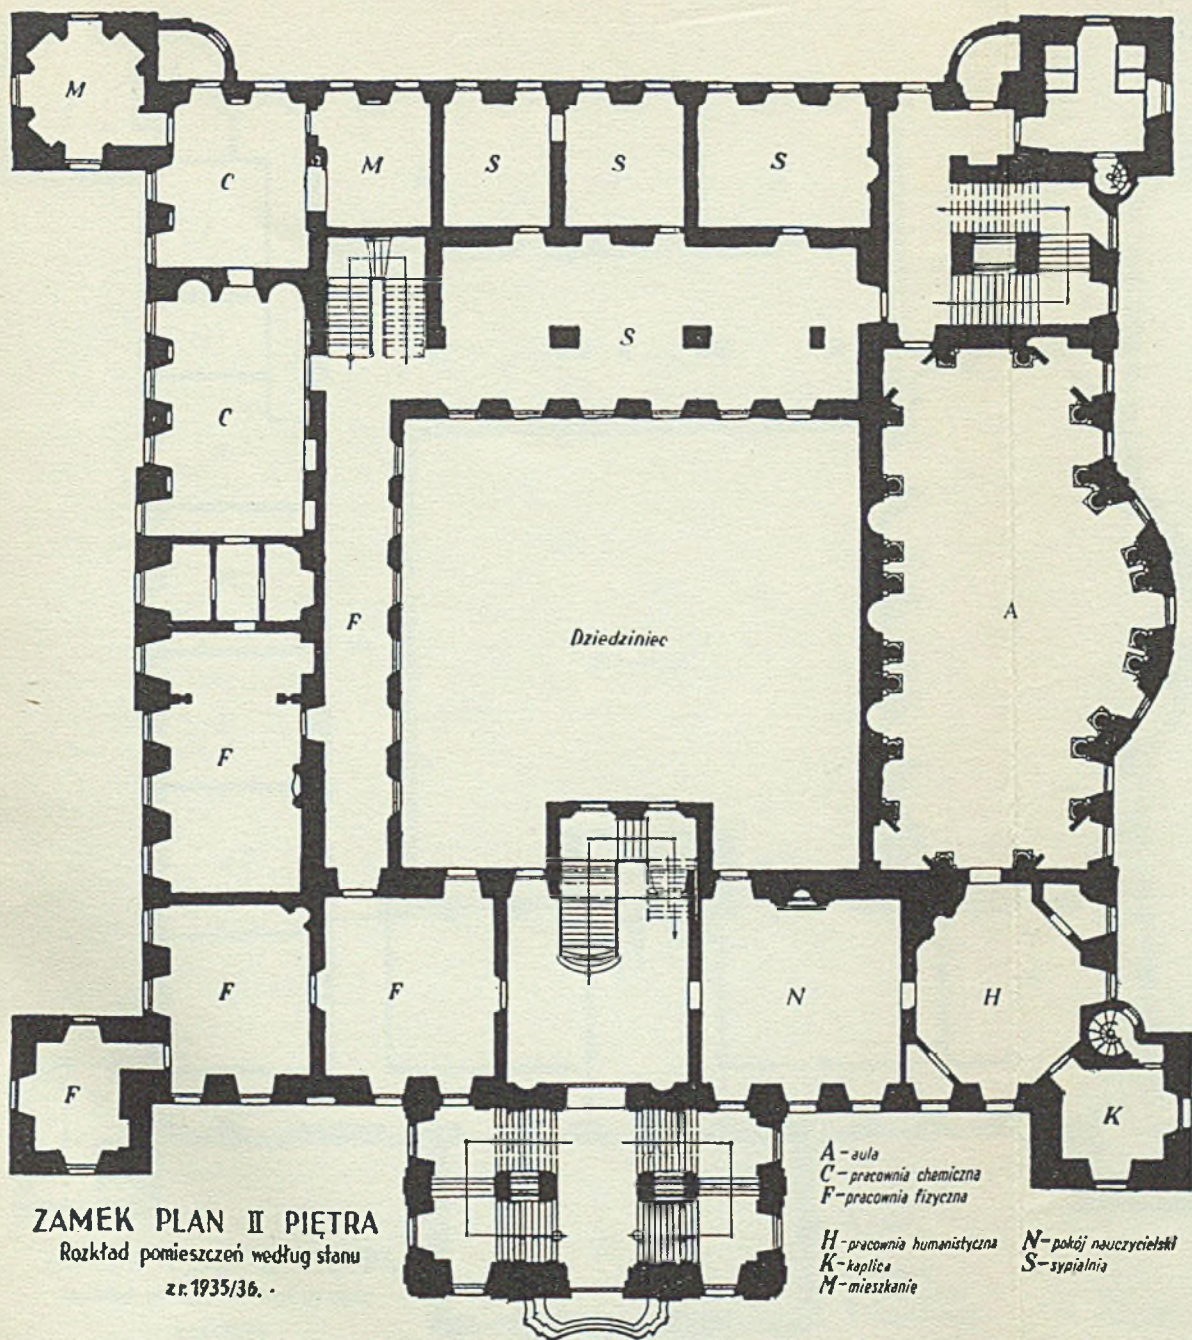 M
C
M
S
S
S
S
C
F
Dziedziniec
A
F
F
F
N
H
F
K
A - aula
C - pracownia chemiczna
F - pracownia fizyczna
H - pracownia humanistyczna
K - kaplica
M - mieszkanie
N - pokój nauczycielski
S - sypialnia
ZAMEK PLAN II PIĘTRA
Rozkład pomieszczeń według stanu
z r. 1935/36.